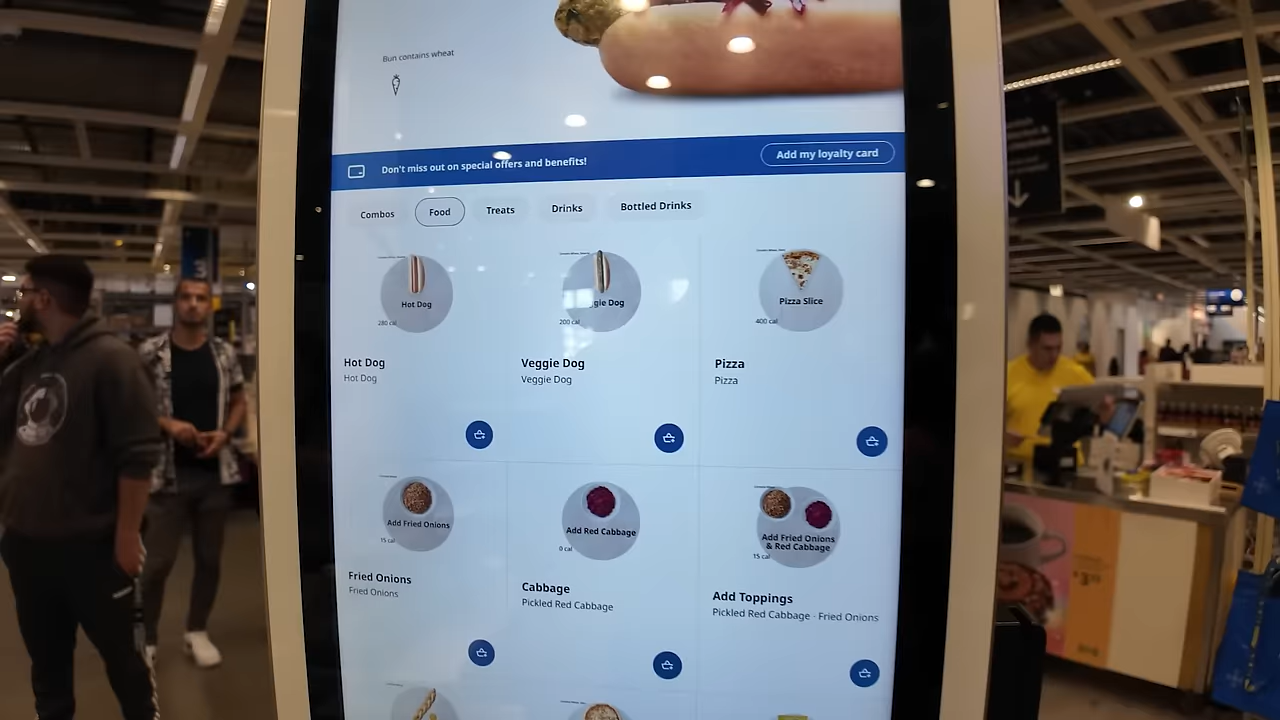 Bun contains wheat
Don't miss out on special offers and benefits!
Add my loyalty card
Combos
Food
Treats
Drinks
Bottled Drinks
Hot Dog
280 cal
Hot Dog
Hot Dog
gie Dog
200 cal
Veggie Dog
Veggie Dog
Pizza Slice
400 cal
Pizza
Pizza
Add Fried Onions
15 cal
Fried Onions
Fried Onions
Add Red Cabbage
0 cal
Cabbage
Pickled Red Cabbage
Add Fried Onions
& Red Cabbage
15 cal
Add Toppings
Pickled Red Cabbage · Fried Onions